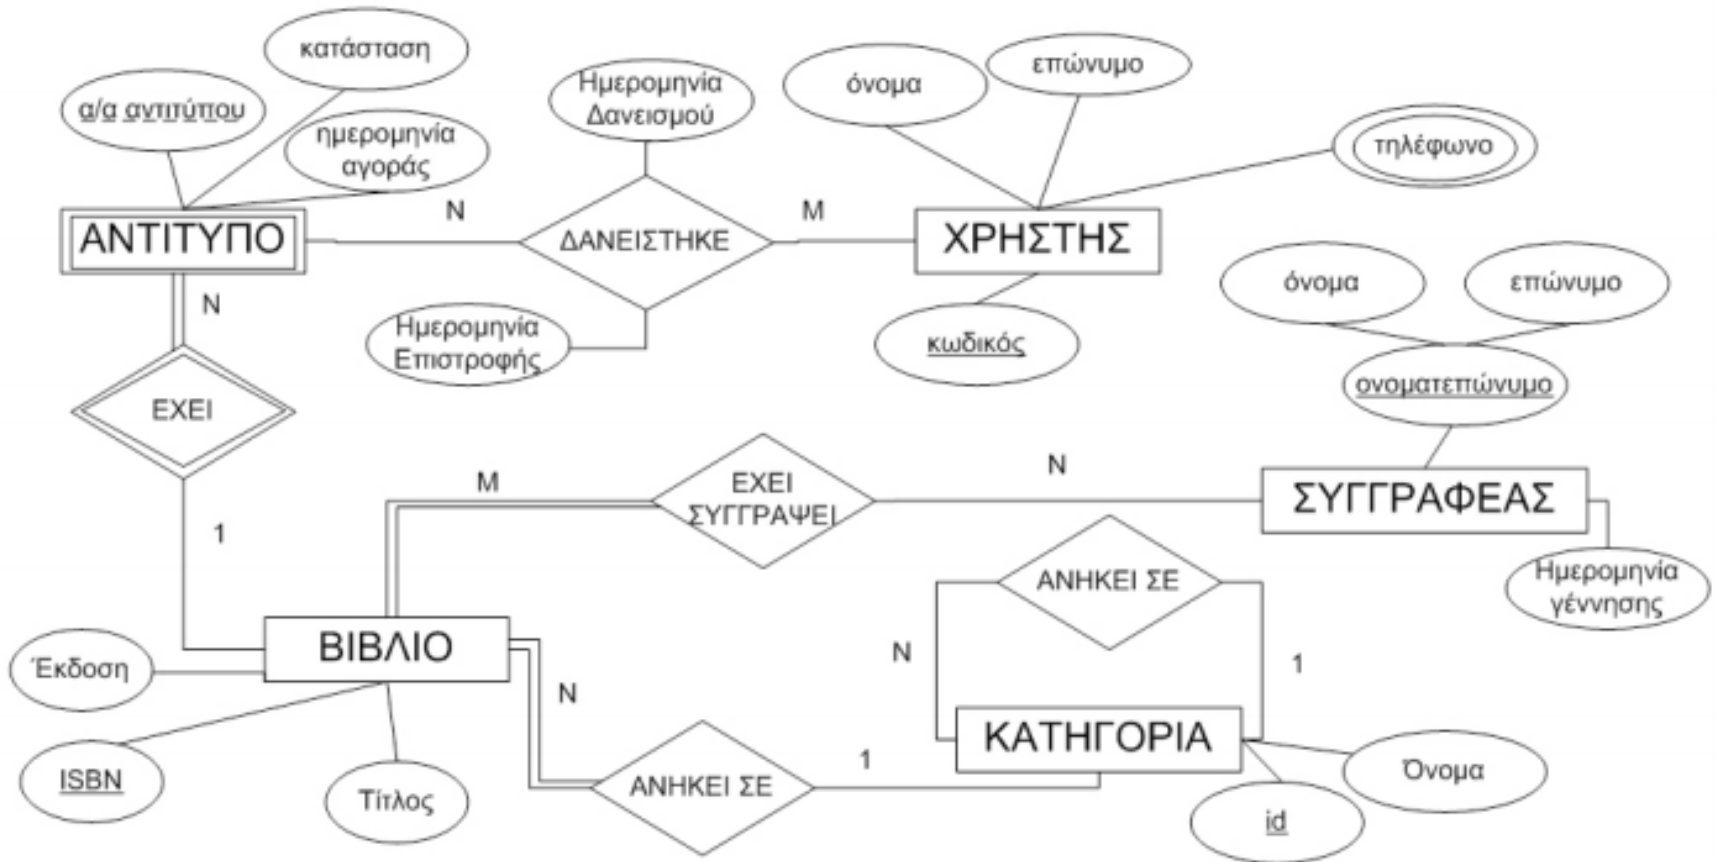 κατάσταση
α/α αντιτύπου
ημερομηνία
αγοράς
Ημερομηνία
Δανεισμού
όνομα
επώνυμο
τηλέφωνο
ΑΝΤΙΤΥΠΟ
N
ΔΑΝΕΙΣΤΗΚΕ
M
ΧΡΗΣΤΗΣ
N
Ημερομηνία
Επιστροφής
κωδικός
όνομα
επώνυμο
ονοματεπώνυμο
ΕΧΕΙ
1
M
ΕΧΕΙ
ΣΥΓΓΡΑΨΕΙ
N
ΣΥΓΓΡΑΦΕΑΣ
Ημερομηνία
γέννησης
ΑΝΗΚΕΙ ΣΕ
N
1
ΒΙΒΛΙΟ
Έκδοση
ISBN
Τίτλος
N
ΑΝΗΚΕΙ ΣΕ
1
ΚΑΤΗΓΟΡΙΑ
Όνομα
id